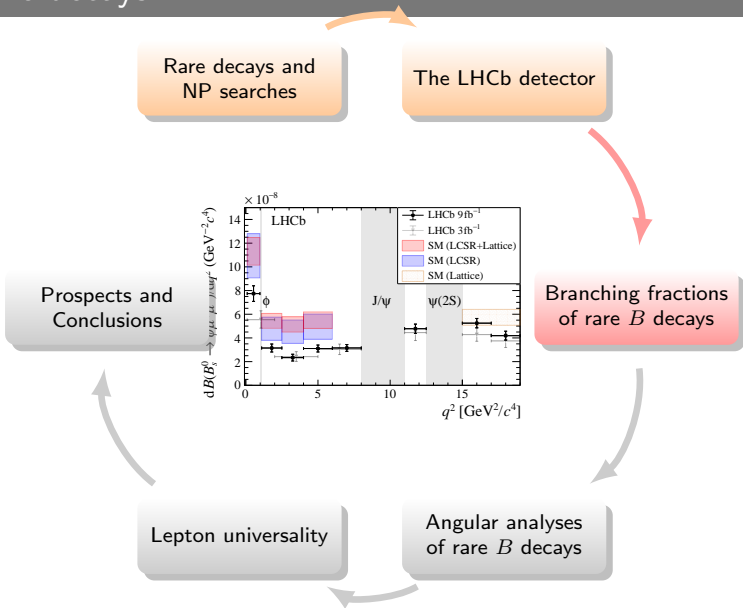 Rare decays and
NP searches
The LHCb detector
× 10⁻⁸
LHCb
LHCb 9fb⁻¹
LHCb 3fb⁻¹
SM (LCSR+Lattice)
SM (LCSR)
SM (Lattice)
14
12
10
8
6
4
2
0
ϕ
J/ψ
ψ(2S)
0
5
10
15
q² [GeV²/c⁴]
(GeV⁻²c⁴)
Prospects and
Conclusions
Branching fractions
of rare B decays
Lepton universality
Angular analyses
of rare B decays